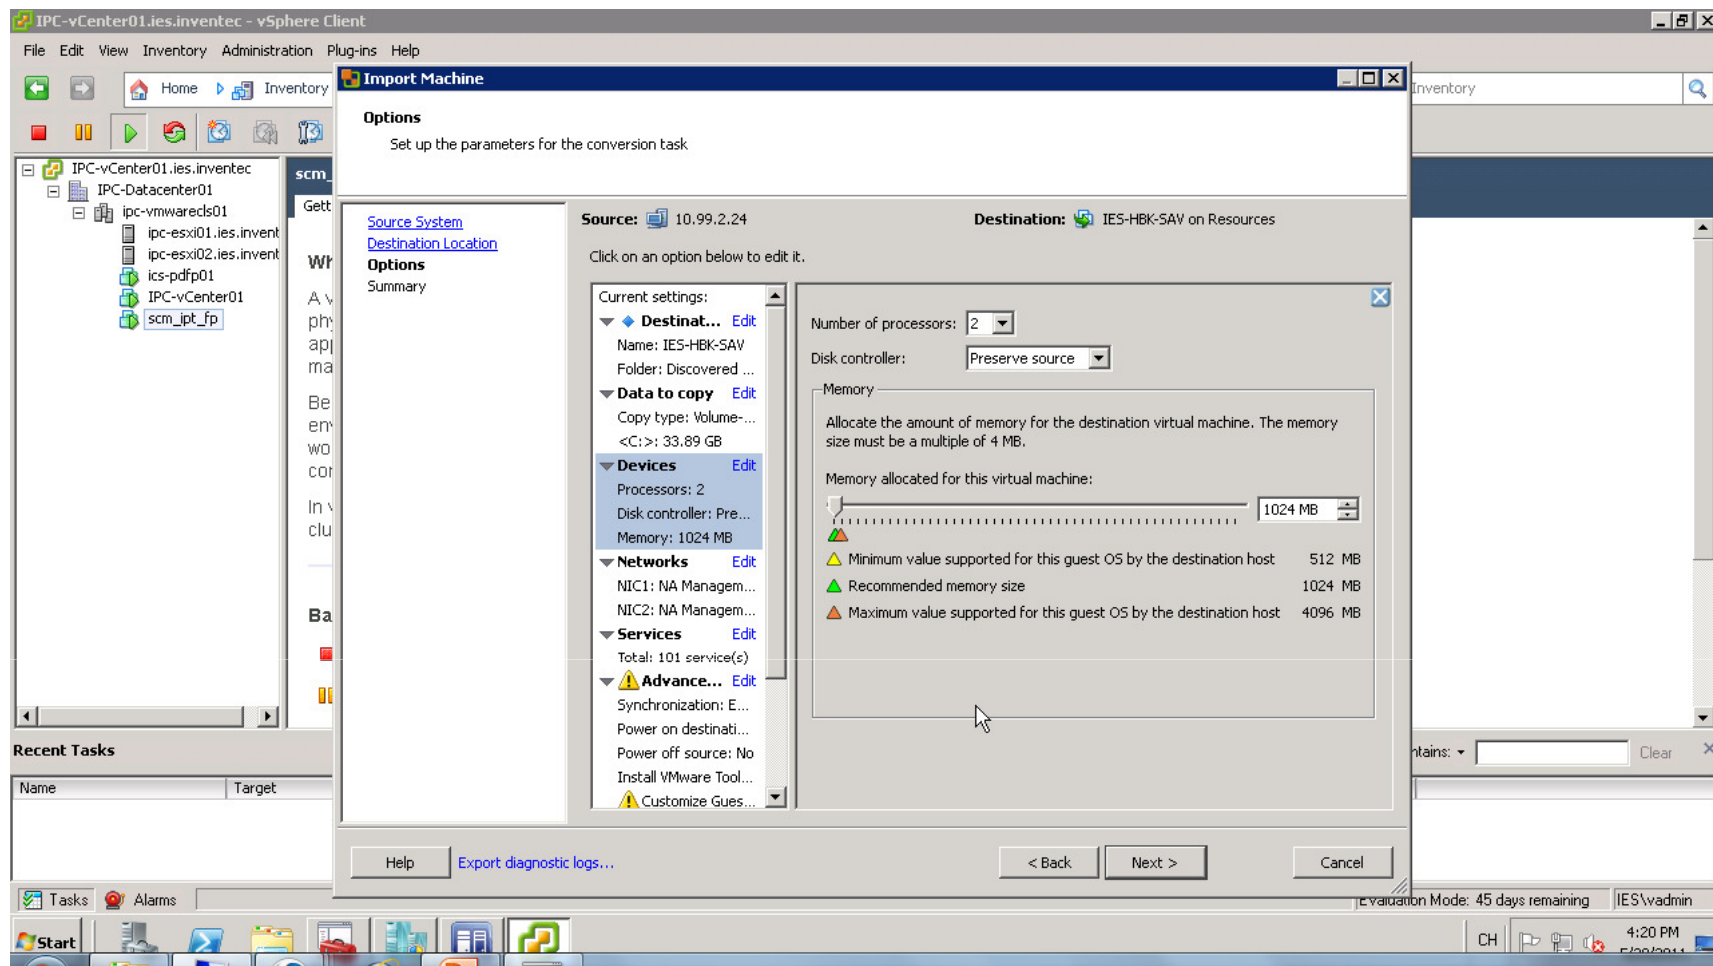 IPC-vCenter01.ies.inventec - vSphere Client
File Edit View Inventory Administration Plug-ins Help
Home Inventory
Inventory
Import Machine
Options
Set up the parameters for the conversion task
IPC-vCenter01.ies.inventec
IPC-Datacenter01
ipc-vmwarecls01
ipc-esxi01.ies.invent
ipc-esxi02.ies.invent
ics-pdfp01
IPC-vCenter01
scm_ipt_fp
scm_
Gett
Wh
A v
phy
app
ma
Be
env
wo
cor
In v
clu
Ba
Source System
Destination Location
Options
Summary
Source: 10.99.2.24 Destination: IES-HBK-SAV on Resources
Click on an option below to edit it.
Current settings:
Destinat... Edit
Name: IES-HBK-SAV
Folder: Discovered ...
Data to copy Edit
Copy type: Volume-...
<C:>: 33.89 GB
Devices Edit
Processors: 2
Disk controller: Pre...
Memory: 1024 MB
Networks Edit
NIC1: NA Managem...
NIC2: NA Managem...
Services Edit
Total: 101 service(s)
Advance... Edit
Synchronization: E...
Power on destinati...
Power off source: No
Install VMware Tool...
Customize Gues...
Number of processors: 2
Disk controller: Preserve source
Memory
Allocate the amount of memory for the destination virtual machine. The memory
size must be a multiple of 4 MB.
Memory allocated for this virtual machine:
1024 MB
Minimum value supported for this guest OS by the destination host 512 MB
Recommended memory size 1024 MB
Maximum value supported for this guest OS by the destination host 4096 MB
Help Export diagnostic logs... < Back Next > Cancel
Recent Tasks
ntains: Clear
Name Target
Tasks Alarms
Evaluation Mode: 45 days remaining IES\vadmin
Start
CH 4:20 PM